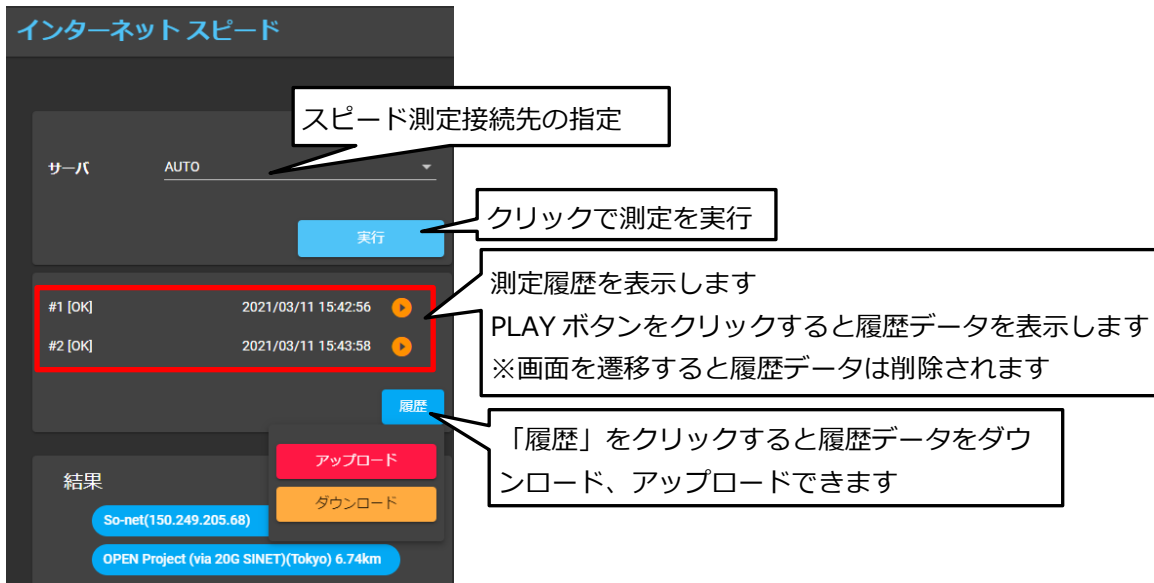 インターネット スピード
スピード測定接続先の指定
サーバ AUTO
クリックで測定を実行
実行
測定履歴を表示します
PLAY ボタンをクリックすると履歴データを表示します
※画面を遷移すると履歴データは削除されます
#1 [OK] 2021/03/11 15:42:56
#2 [OK] 2021/03/11 15:43:58
履歴
「履歴」をクリックすると履歴データをダウ
ンロード、アップロードできます
アップロード
ダウンロード
結果
So-net(150.249.205.68)
OPEN Project (via 20G SINET)(Tokyo) 6.74km